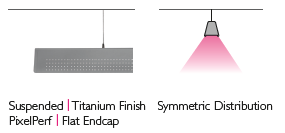 Suspended | Titanium Finish
PixelPerf | Flat Endcap
Symmetric Distribution